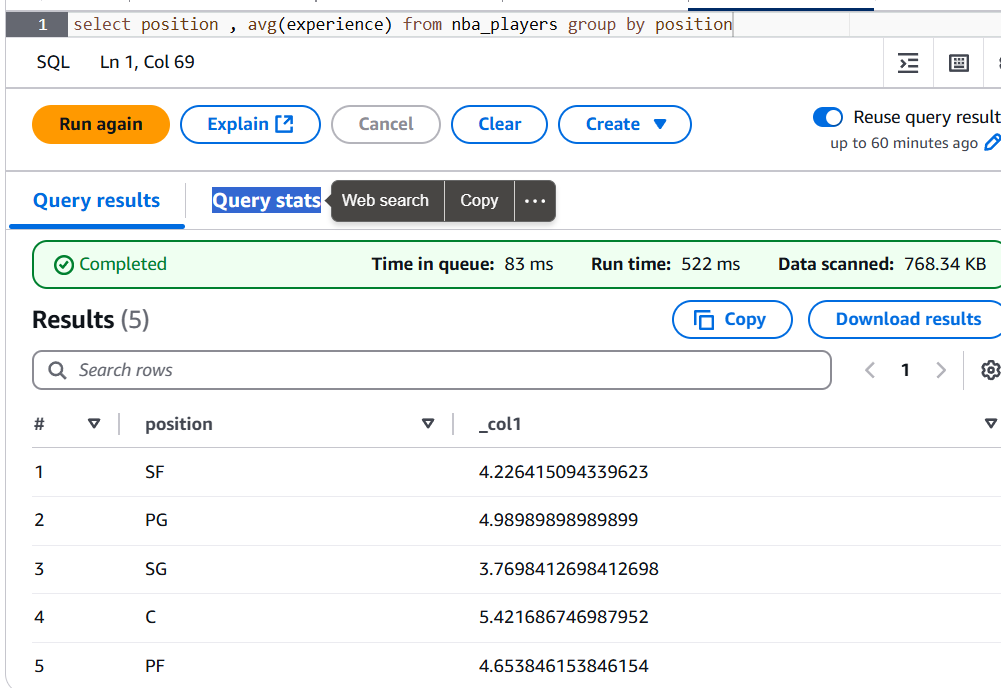 1 select position , avg(experience) from nba_players group by position
SQL Ln 1, Col 69
Run again Explain Cancel Clear Create Reuse query result
up to 60 minutes ago
Query results Query stats Web search Copy ...
Completed Time in queue: 83 ms Run time: 522 ms Data scanned: 768.34 KB
Results (5) Copy Download results
Search rows 1
# position _col1
1 SF 4.226415094339623
2 PG 4.98989898989899
3 SG 3.7698412698412698
4 C 5.421686746987952
5 PF 4.653846153846154